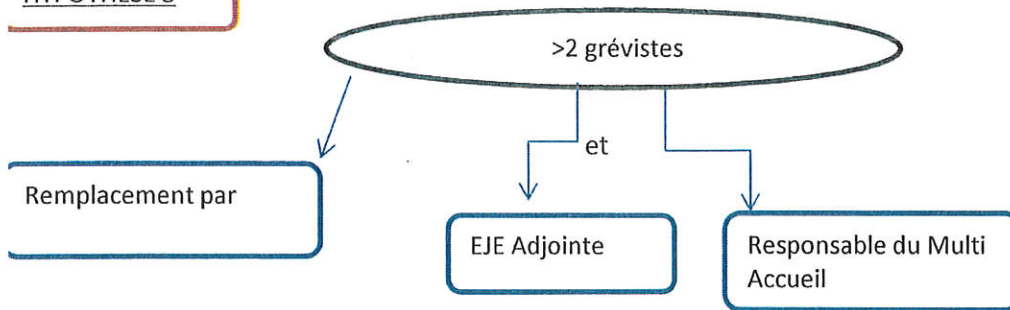 >2 grévistes
et
Remplacement par
EJE Adjointe
Responsable du Multi
Accueil